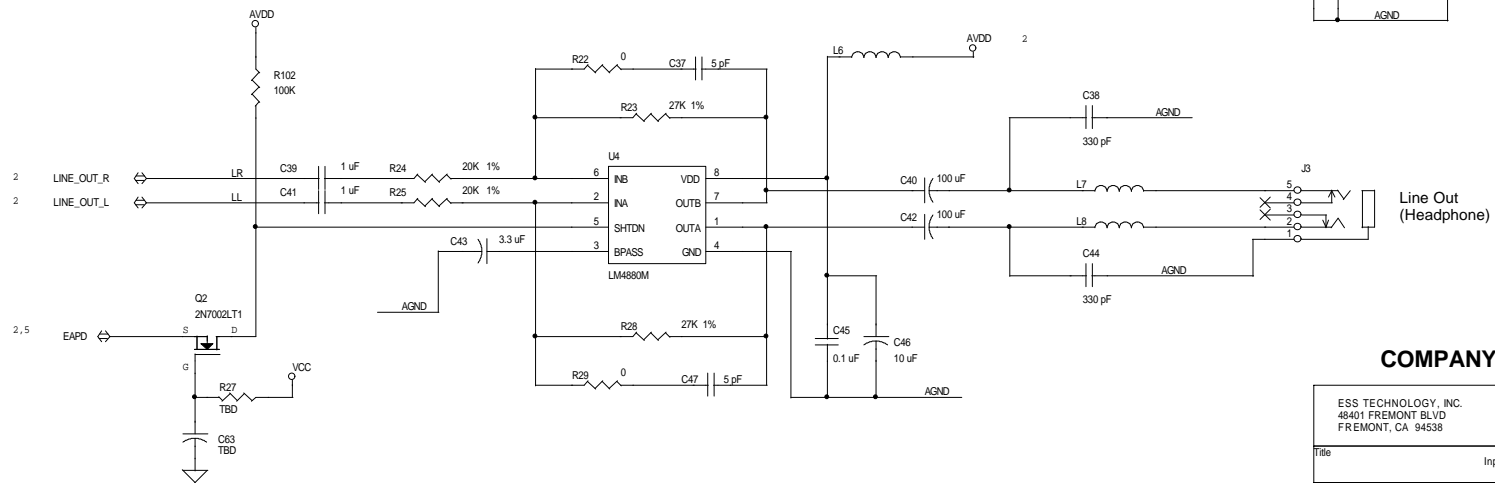 AGND
AVDD
R102
100K
R22 0 C37 5 pF
L6
AVDD 2
R23 27K 1%
C38
AGND
330 pF
U4
2 LINE_OUT_R LR C39 1 uF R24 20K 1% 6 INB VDD 8
2 LINE_OUT_L LL C41 1 uF R25 20K 1% 2 INA OUTB 7
C40 100 uF L7 5
J3
4
3
C42 100 uF L8 2
1
Line Out
(Headphone)
5 SHTDN OUTA 1
C43 3.3 uF 3 BPASS GND 4
LM4880M
AGND
C44
AGND
330 pF
Q2
2N7002LT1
2,5 EAPD S D
G
R27
TBD
VCC
C63
TBD
R28 27K 1%
R29 0 C47 5 pF
C45
0.1 uF
C46
10 uF
AGND
COMPANY
ESS TECHNOLOGY, INC.
48401 FREMONT BLVD
FREMONT, CA 94538
Title
Inp